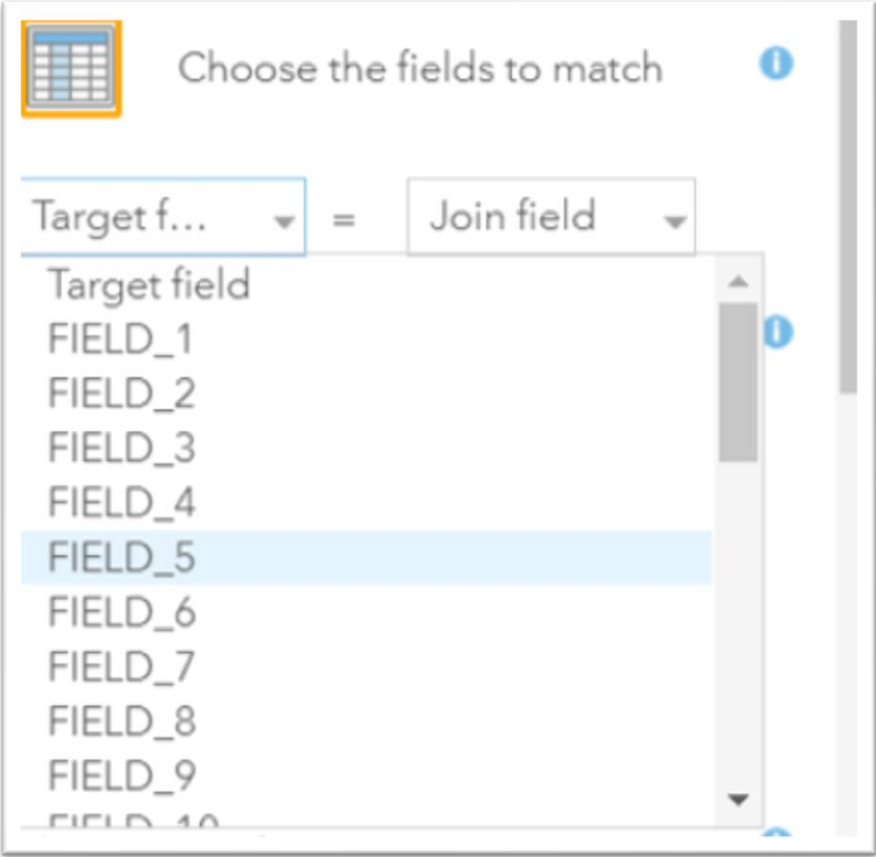 Choose the fields to match
Target f... = Join field
Target field
FIELD_1
FIELD_2
FIELD_3
FIELD_4
FIELD_5
FIELD_6
FIELD_7
FIELD_8
FIELD_9
FIELD_10